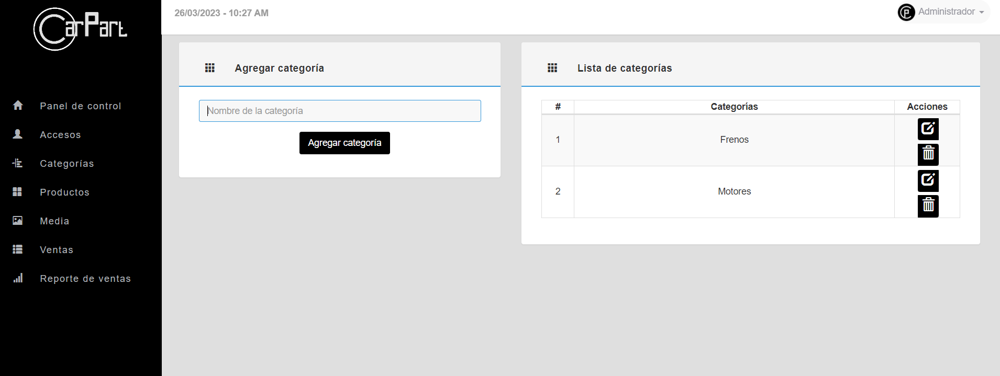 CarPart
26/03/2023 - 10:27 AM
Administrador
Panel de control
Accesos
Categorías
Productos
Media
Ventas
Reporte de ventas
Agregar categoría
Nombre de la categoría
Agregar categoría
Lista de categorías
# Categorías Acciones
1 Frenos
2 Motores